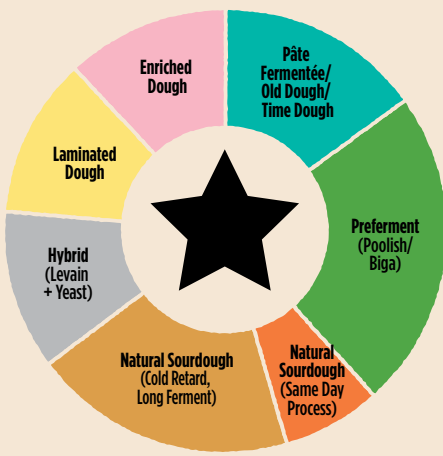 Enriched
Dough
Pâte
Fermentée/
Old Dough/
Time Dough
Laminated
Dough
Preferment
(Poolish/
Biga)
Hybrid
(Levain
+ Yeast)
Natural Sourdough
(Cold Retard,
Long Ferment)
Natural
Sourdough
(Same Day
Process)